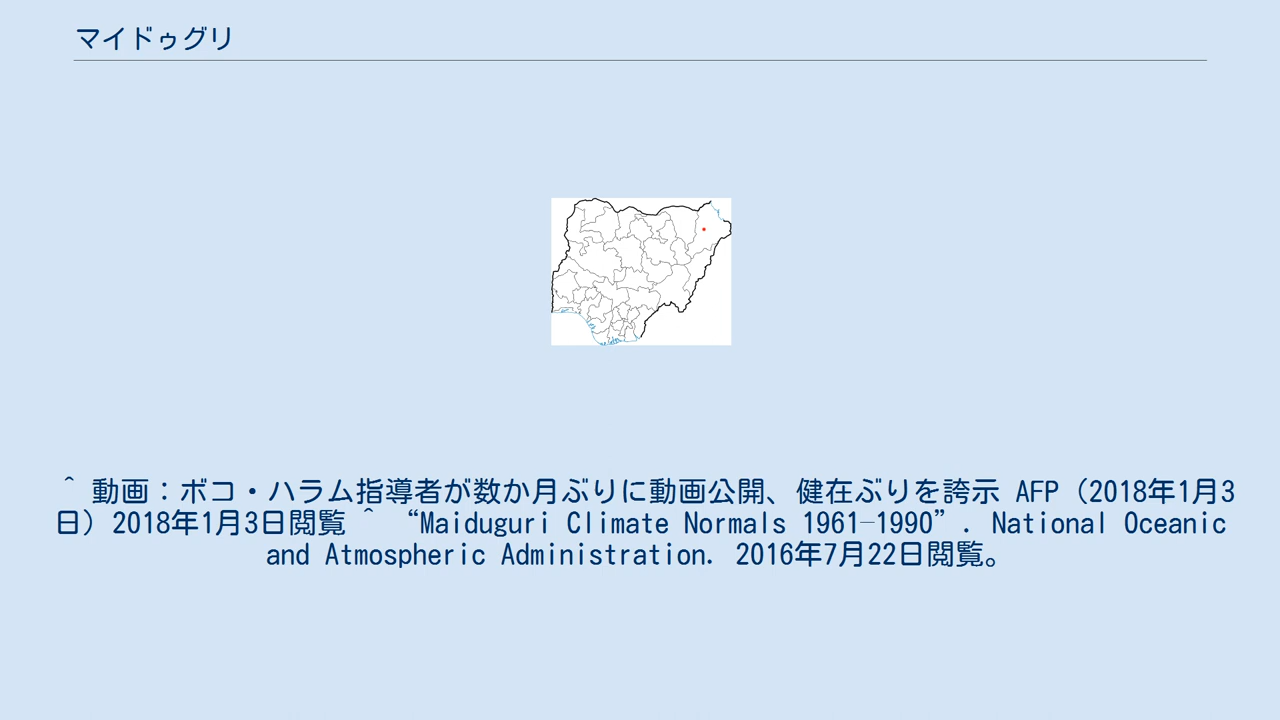 マイドゥグリ
^ 動画：ボコ・ハラム指導者が数か月ぶりに動画公開、健在ぶりを誇示 AFP（2018年1月3
日）2018年1月3日閲覧 ^ “Maiduguri Climate Normals 1961–1990”. National Oceanic
and Atmospheric Administration. 2016年7月22日閲覧。